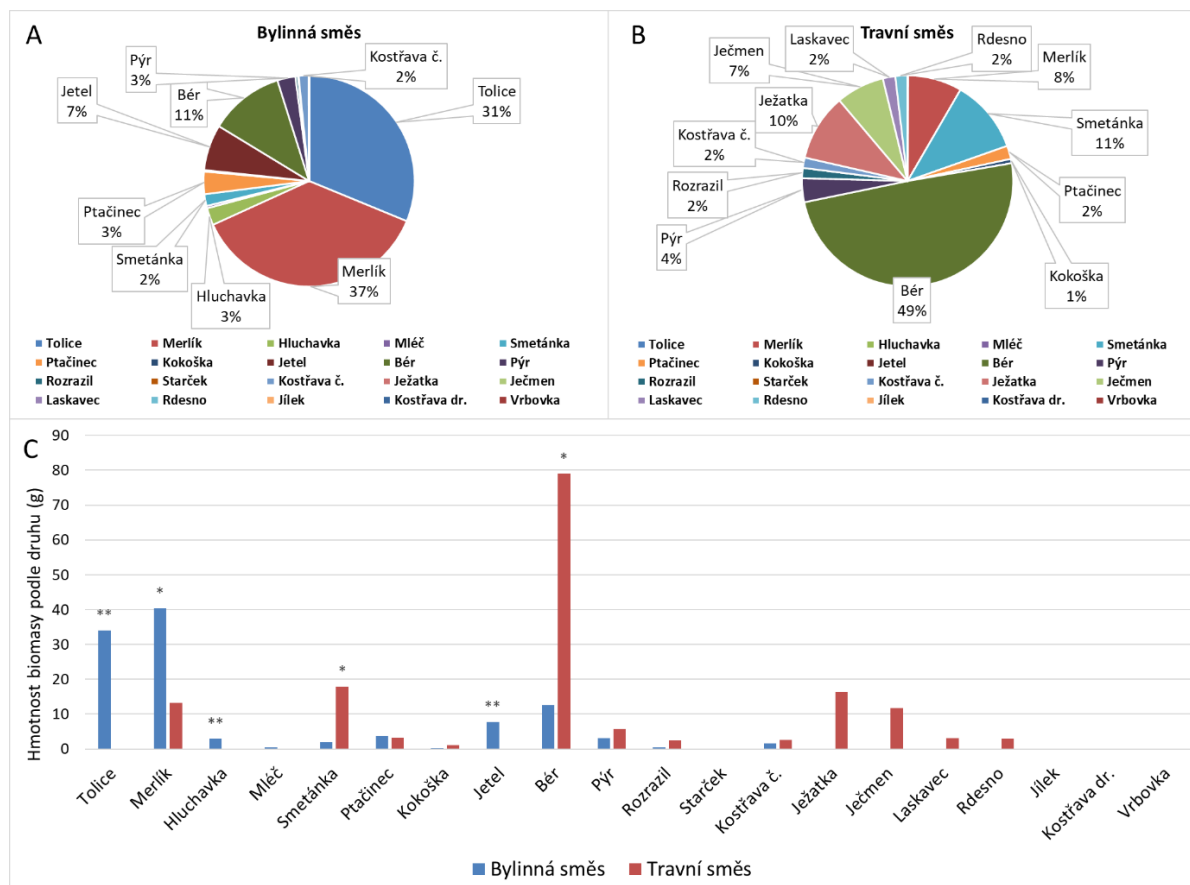 A
Bylinná směs
Pýr
3%
Kostřava č.
2%
Jetel
7%
Bér
11%
Tolice
31%
Ptačinec
3%
Smetánka
2%
Hluchavka
3%
Merlík
37%
Tolice Merlík Hluchavka Mléč Smetánka
Ptačinec Kokoška Jetel Bér Pýr
Rozrazil Starček Kostřava č. Ježatka Ječmen
Laskavec Rdesno Jílek Kostřava dr. Vrbovka
B
Travní směs
Ječmen
7%
Laskavec
2%
Rdesno
2%
Merlík
8%
Ježatka
10%
Smetánka
11%
Kostřava č.
2%
Rozrazil
2%
Ptačinec
2%
Pýr
4%
Kokoška
1%
Bér
49%
Tolice Merlík Hluchavka Mléč Smetánka
Ptačinec Kokoška Jetel Bér Pýr
Rozrazil Starček Kostřava č. Ježatka Ječmen
Laskavec Rdesno Jílek Kostřava dr. Vrbovka
C
Hmotnost biomasy podle druhu (g)
90
80
70
60
50
40
30
20
10
0
** * ** * ** *
Tolice Merlík Hluchavka Mléč Smetánka Ptačinec Kokoška Jetel Bér Pýr Rozrazil Starček Kostřava č. Ježatka Ječmen Laskavec Rdesno Jílek Kostřava dr. Vrbovka
Bylinná směs Travní směs